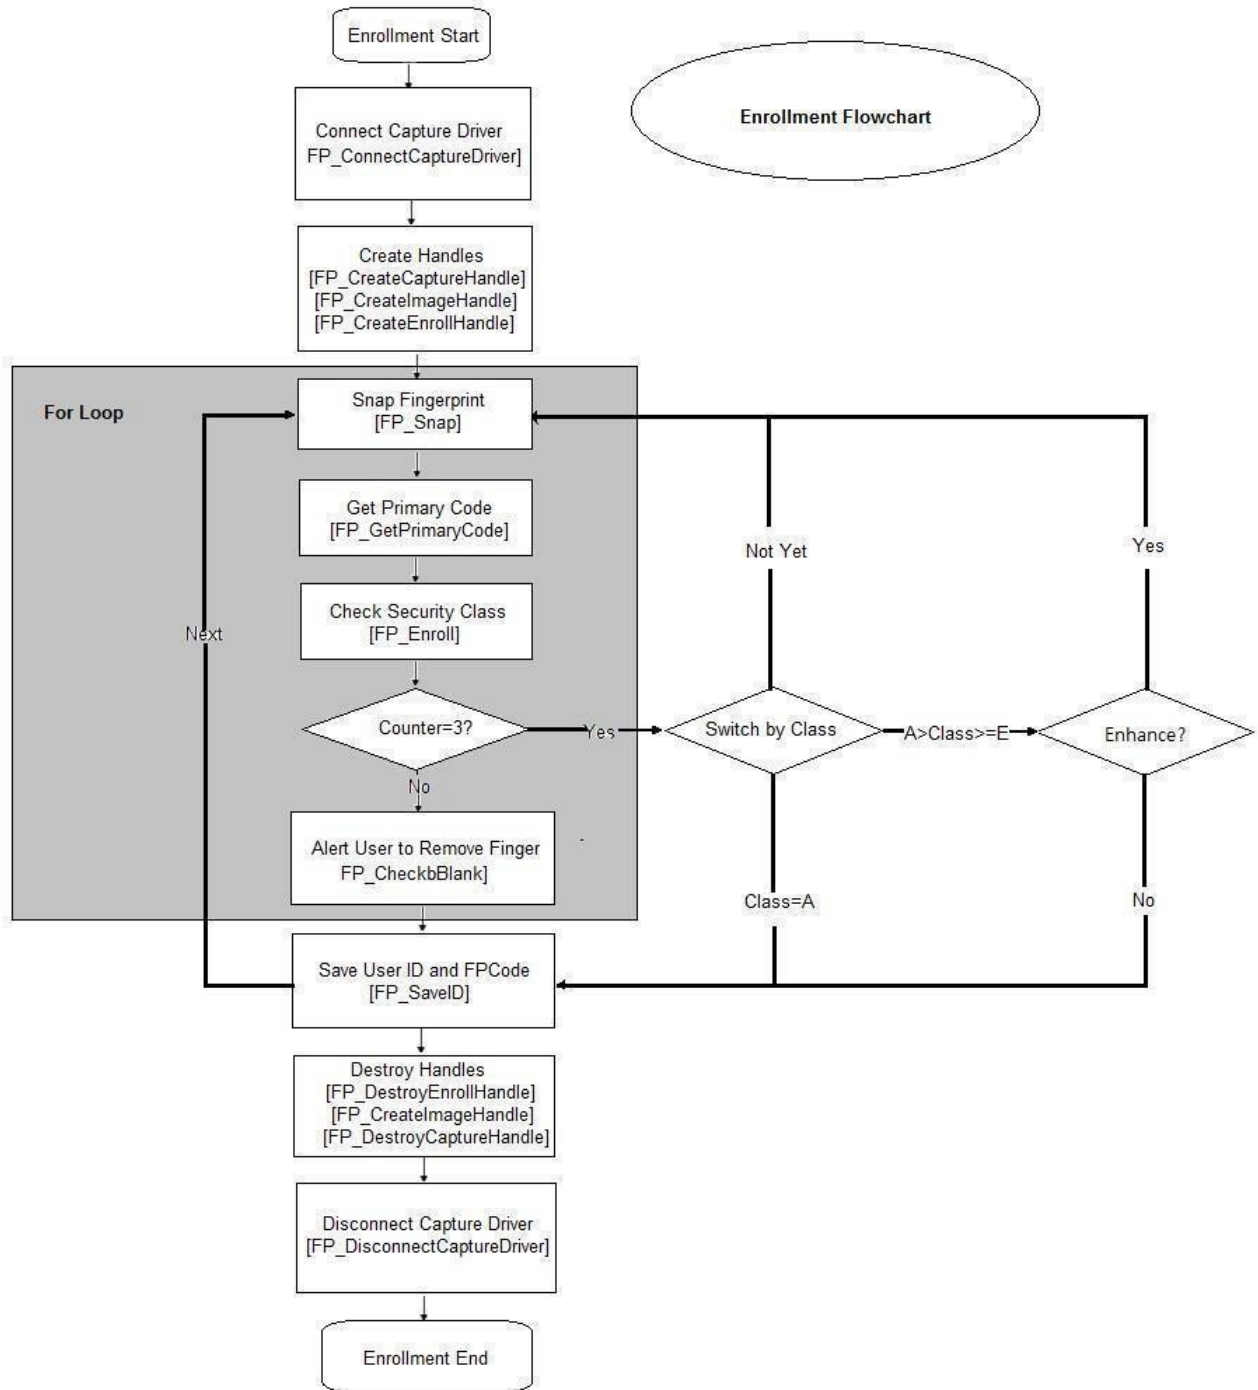 Enrollment Start
Enrollment Flowchart
Connect Capture Driver
FP_ConnectCaptureDriver]
Create Handles
[FP_CreateCaptureHandle]
[FP_CreateImageHandle]
[FP_CreateEnrollHandle]
For Loop
Snap Fingerprint
[FP_Snap]
Get Primary Code
[FP_GetPrimaryCode]
Not Yet
Yes
Check Security Class
[FP_Enroll]
Next
Counter=3?
Yes
Switch by Class
A>Class>=E
Enhance?
No
Alert User to Remove Finger
FP_CheckbBlank]
Class=A
No
Save User ID and FPCode
[FP_SaveID]
Destroy Handles
[FP_DestroyEnrollHandle]
[FP_CreateImageHandle]
[FP_DestroyCaptureHandle]
Disconnect Capture Driver
[FP_DisconnectCaptureDriver]
Enrollment End